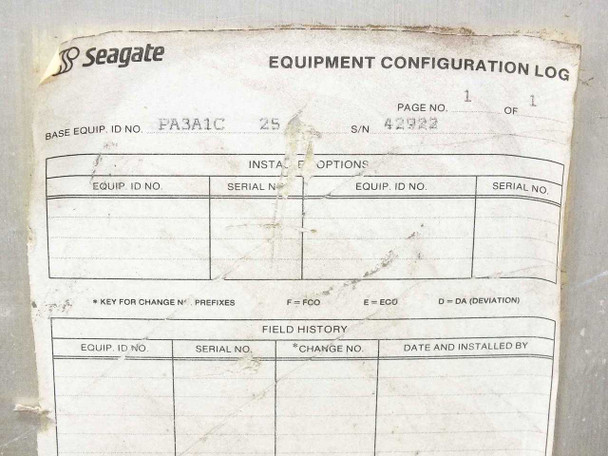 Seagate
EQUIPMENT CONFIGURATION LOG
PAGE NO. 1 OF 1
BASE EQUIP. ID NO. PA3A1C 25 S/N 42922
OPTIONS
EQUIP. ID NO. SERIAL EQUIP. ID NO. SERIAL NO.
* KEY FOR CHANGE PREFIXES F = FCO E = ECO D = DA (DEVIATION)
FIELD HISTORY
EQUIP. ID NO. SERIAL NO. *CHANGE NO. DATE AND INSTALLED BY